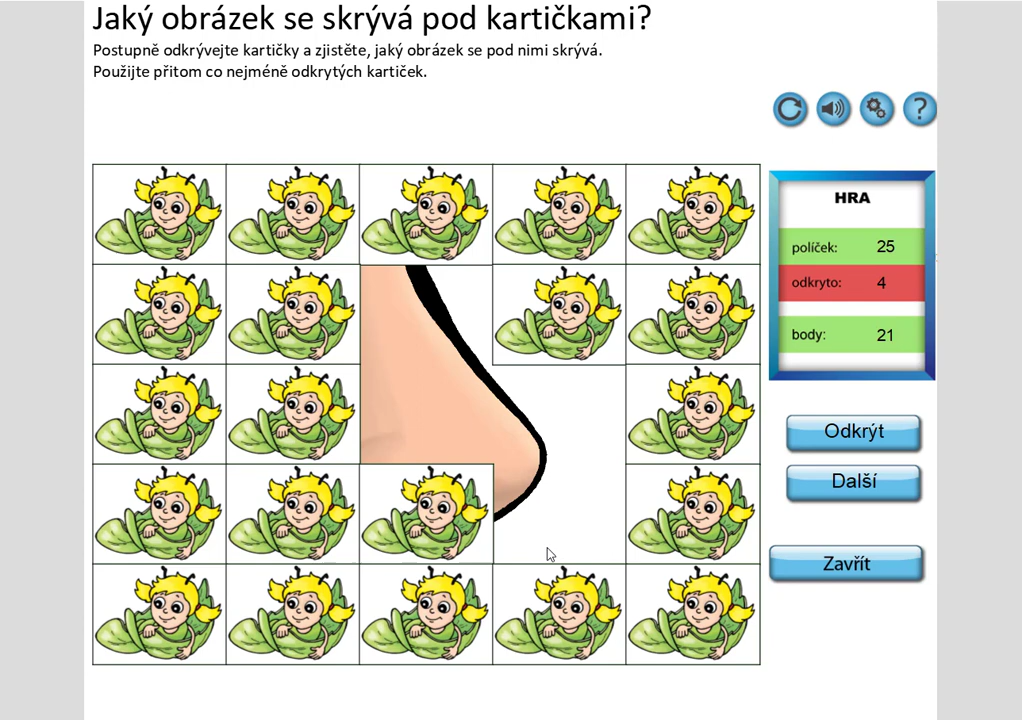 Jaký obrázek se skrývá pod kartičkami?
Postupně odkrývejte kartičky a zjistěte, jaký obrázek se pod nimi skrývá.
Použijte přitom co nejméně odkrytých kartiček.
?
HRA
políček: 25
odkryto: 4
body: 21
Odkrýt
Další
Zavřít